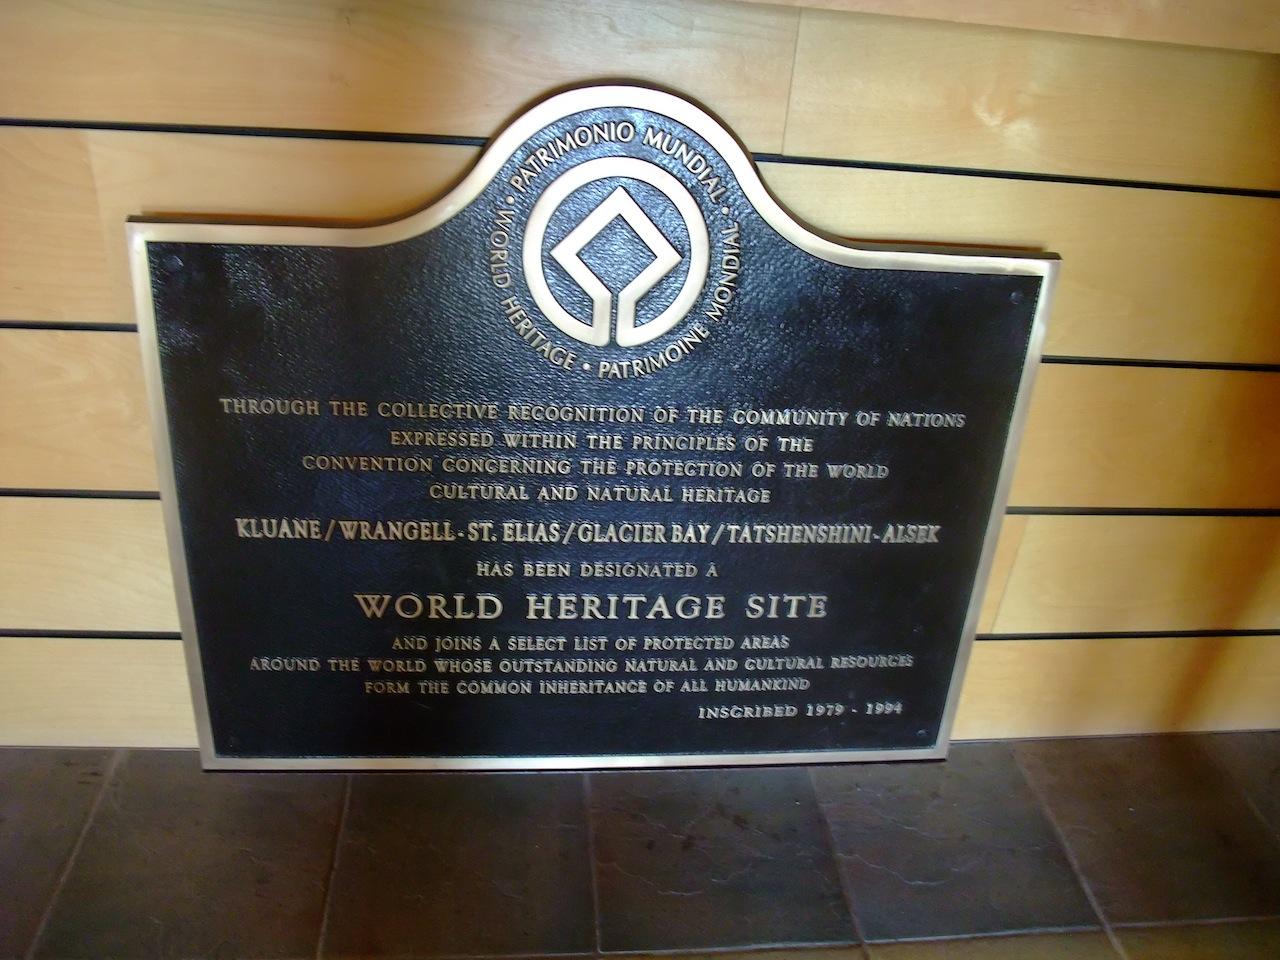 PATRIMONIO MUNDIAL • WORLD HERITAGE • PATRIMOINE MONDIAL •
THROUGH THE COLLECTIVE RECOGNITION OF THE COMMUNITY OF NATIONS
EXPRESSED WITHIN THE PRINCIPLES OF THE
CONVENTION CONCERNING THE PROTECTION OF THE WORLD
CULTURAL AND NATURAL HERITAGE
KLUANE/WRANGELL-ST. ELIAS/GLACIER BAY/TATSHENSHINI-ALSEK
HAS BEEN DESIGNATED A
WORLD HERITAGE SITE
AND JOINS A SELECT LIST OF PROTECTED AREAS
AROUND THE WORLD WHOSE OUTSTANDING NATURAL AND CULTURAL RESOURCES
FORM THE COMMON INHERITANCE OF ALL HUMANKIND
INSCRIBED 1979 - 1994